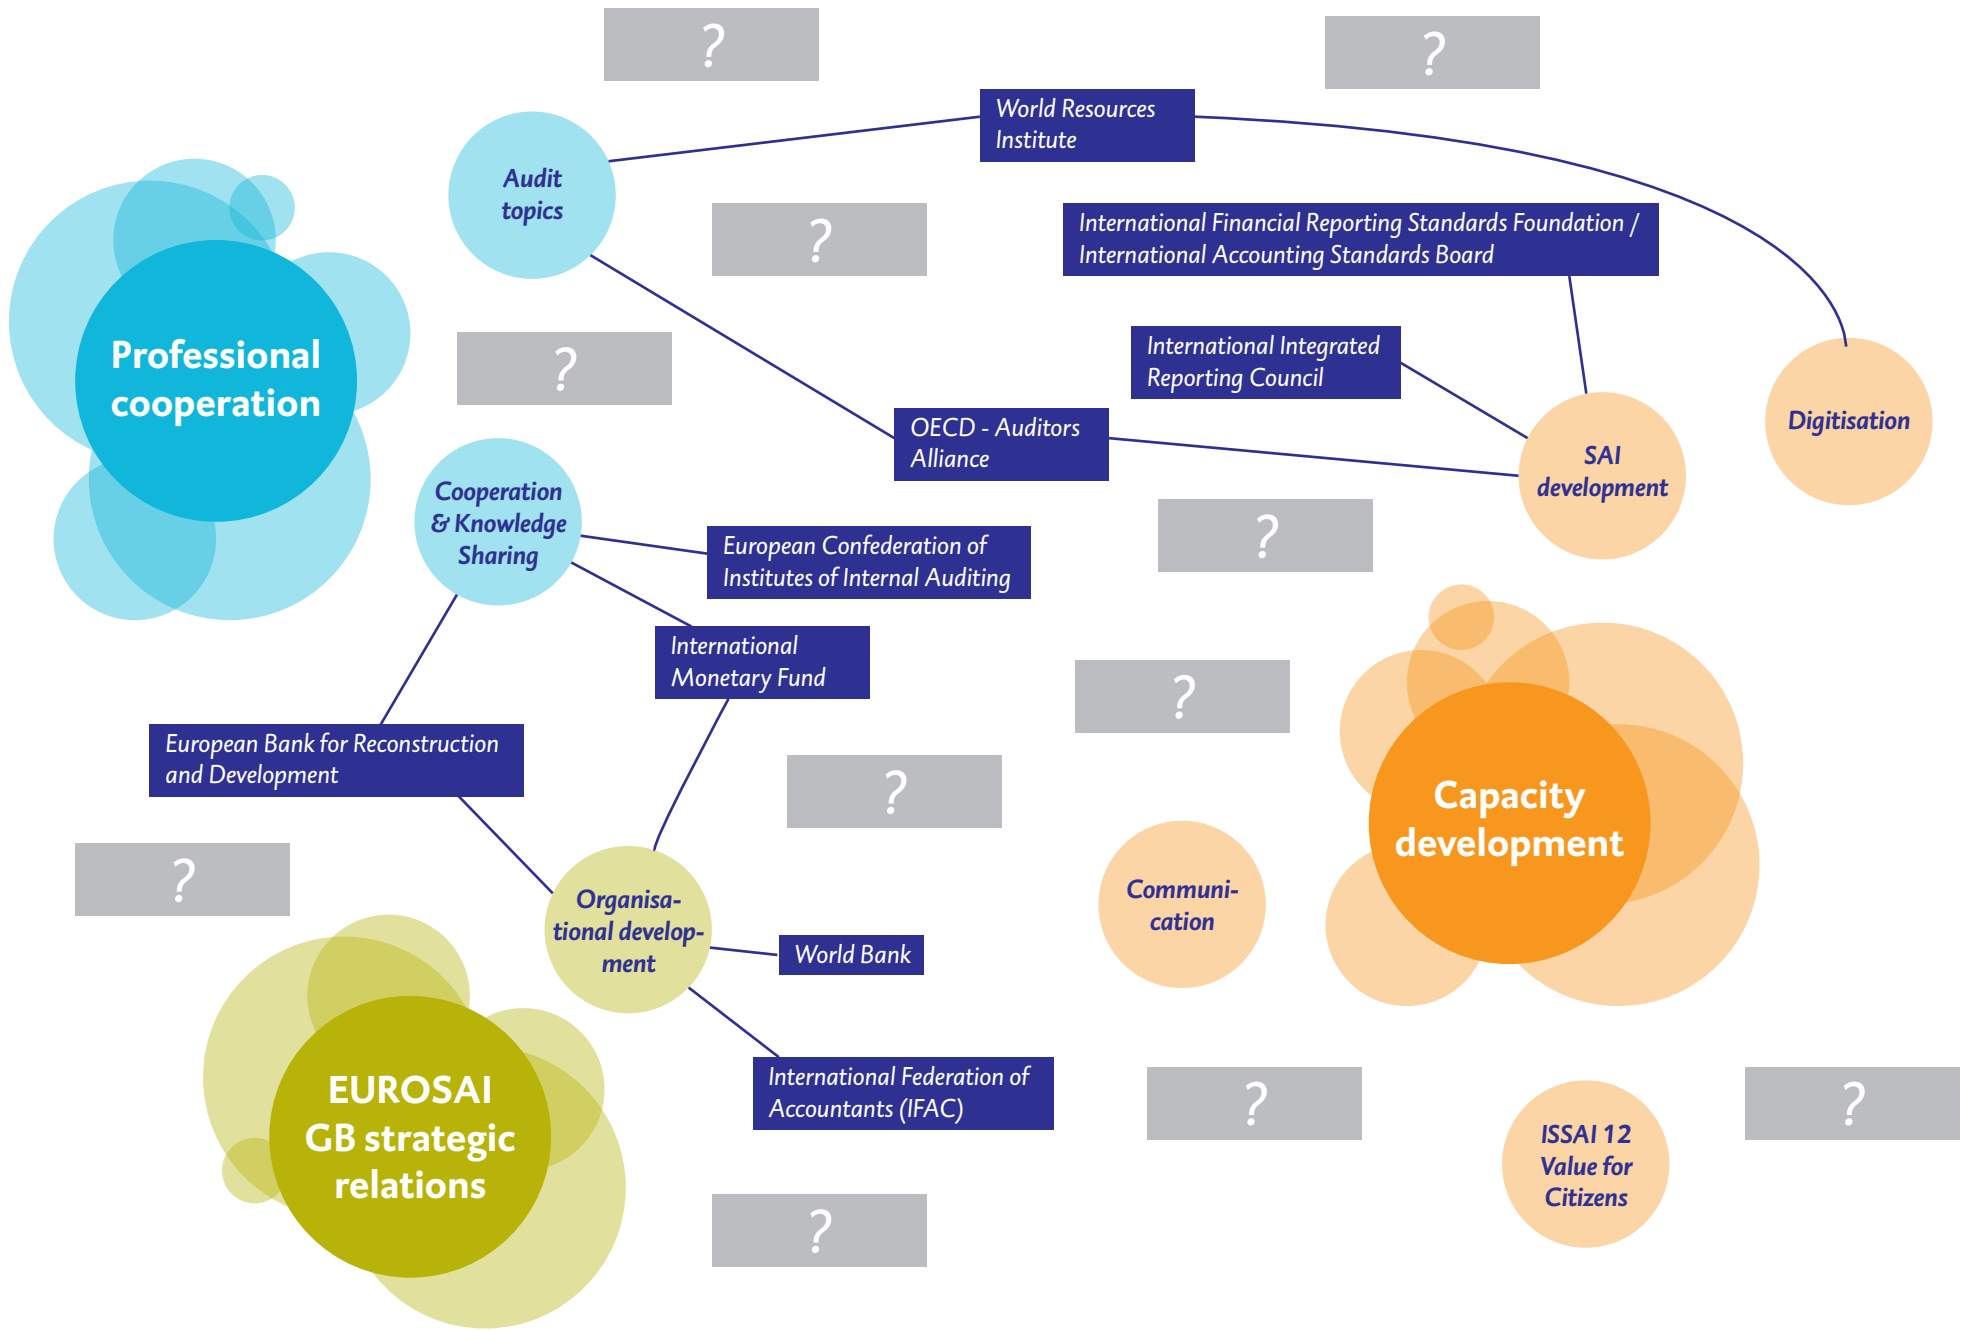 ?
?
World Resources
Institute
Audit
topics
?
International Financial Reporting Standards Foundation /
International Accounting Standards Board
Professional
cooperation
?
International Integrated
Reporting Council
Digitisation
OECD - Auditors
Alliance
SAI
development
Cooperation
& Knowledge
Sharing
?
European Confederation of
Institutes of Internal Auditing
International
Monetary Fund
?
European Bank for Reconstruction
and Development
?
Capacity
development
?
Organisa-
tional develop-
ment
Communi-
cation
World Bank
EUROSAI
GB strategic
relations
International Federation of
Accountants (IFAC)
?
ISSAI 12
Value for
Citizens
?
?